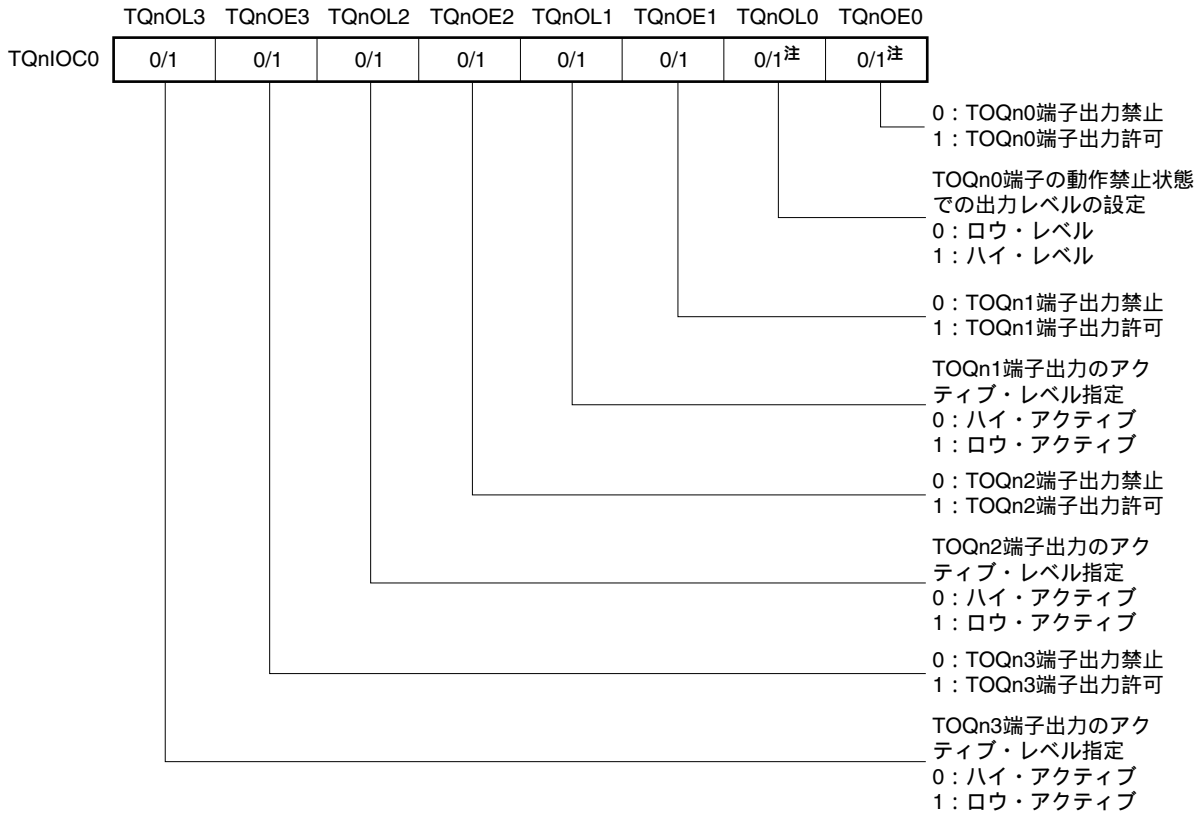 TQnOL3 TQnOE3 TQnOL2 TQnOE2 TQnOL1 TQnOE1 TQnOL0 TQnOE0
TQnIOC0 0/1 0/1 0/1 0/1 0/1 0/1 0/1注 0/1注
0：TOQn0端子出力禁止
1：TOQn0端子出力許可
TOQn0端子の動作禁止状態
での出力レベルの設定
0：ロウ・レベル
1：ハイ・レベル
0：TOQn1端子出力禁止
1：TOQn1端子出力許可
TOQn1端子出力のアク
ティブ・レベル指定
0：ハイ・アクティブ
1：ロウ・アクティブ
0：TOQn2端子出力禁止
1：TOQn2端子出力許可
TOQn2端子出力のアク
ティブ・レベル指定
0：ハイ・アクティブ
1：ロウ・アクティブ
0：TOQn3端子出力禁止
1：TOQn3端子出力許可
TOQn3端子出力のアク
ティブ・レベル指定
0：ハイ・アクティブ
1：ロウ・アクティブ